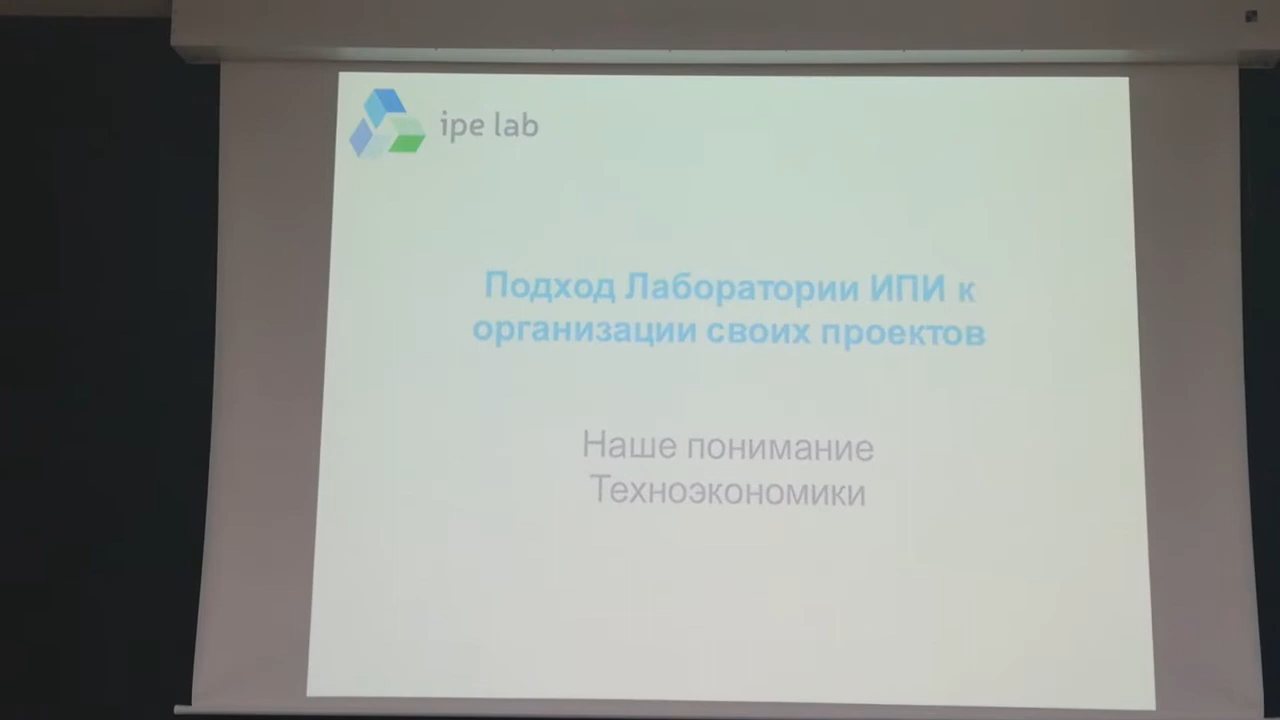 ipe lab
Подход Лаборатории ИПИ к
организации своих проектов
Наше понимание
Техноэкономики